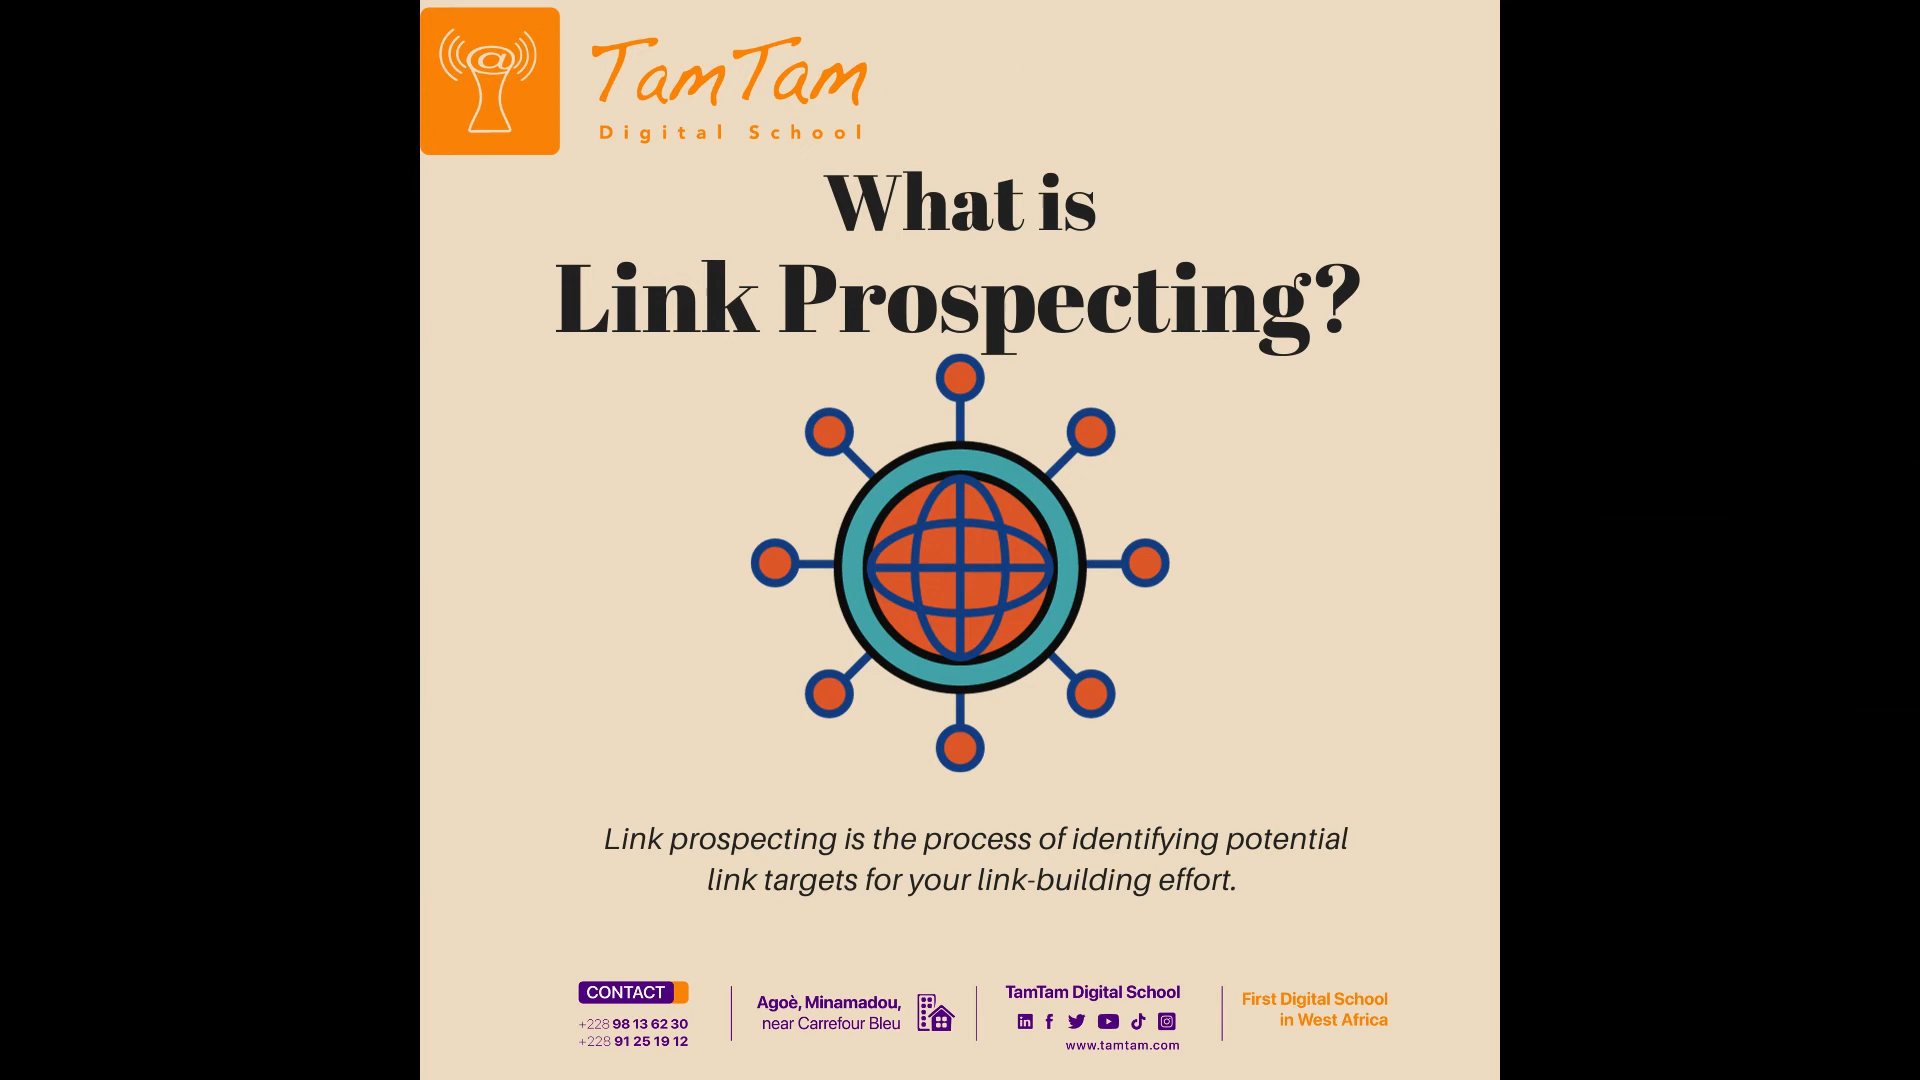 @
TamTam
Digital School
What is
Link Prospecting?
Link prospecting is the process of identifying potential
link targets for your link-building effort.
CONTACT
+228 98 13 62 30
+228 91 25 19 12
Agoè, Minamadou,
near Carrefour Bleu
TamTam Digital School
www.tamtam.com
First Digital School
in West Africa